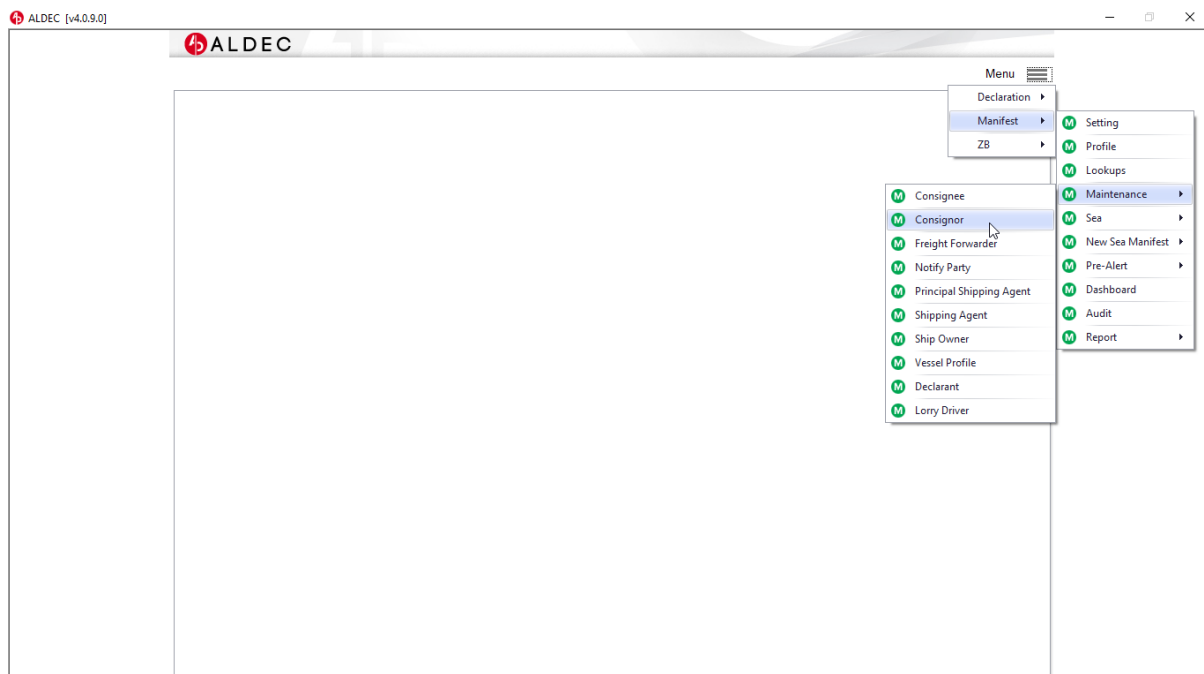 ALDEC [v4.0.9.0]
ALDEC
Menu
Declaration
Manifest
ZB
Setting
Profile
Lookups
Maintenance
Sea
New Sea Manifest
Pre-Alert
Dashboard
Audit
Report
Consignee
Consignor
Freight Forwarder
Notify Party
Principal Shipping Agent
Shipping Agent
Ship Owner
Vessel Profile
Declarant
Lorry Driver